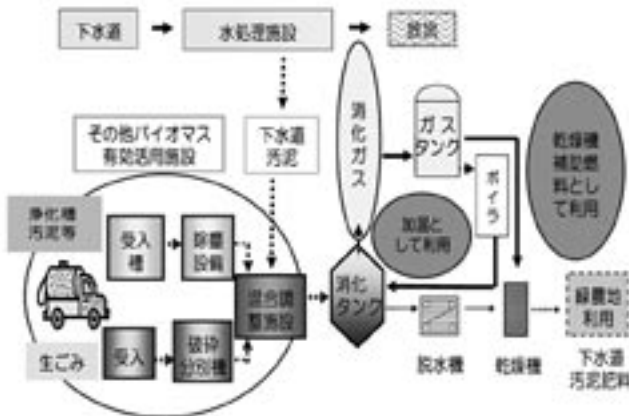 下水道
水処理施設
放流
その他バイオマス
有効活用施設
下水道
汚泥
消化ガス
ガス
タンク
ボイラ
乾燥機
補助燃
料とし
て利用
加温と
して利用
浄化槽
汚泥等
受入
槽
除塵
設備
混合調
整施設
消化
タンク
生ごみ
受入
破砕
分別機
脱水機
乾燥機
緑農地
利用
下水道
汚泥肥料